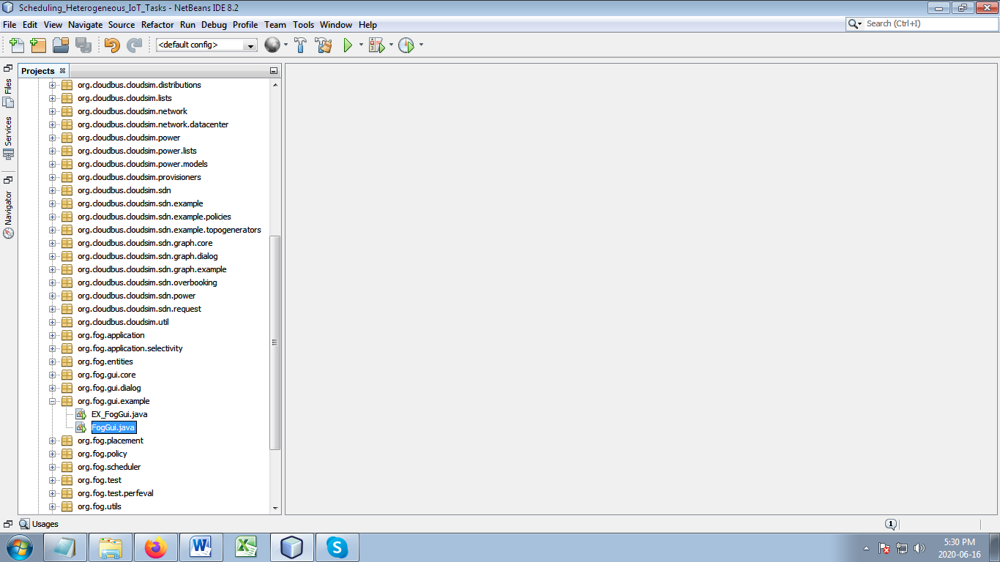 Scheduling_Heterogeneous_IoT_Tasks - NetBeans IDE 8.2
File Edit View Navigate Source Refactor Run Debug Profile Team Tools Window Help
Search (Ctrl+I)
<default config>
Projects
Files
Services
Navigator
org.cloudbus.cloudsim.distributions
org.cloudbus.cloudsim.lists
org.cloudbus.cloudsim.network
org.cloudbus.cloudsim.network.datacenter
org.cloudbus.cloudsim.power
org.cloudbus.cloudsim.power.lists
org.cloudbus.cloudsim.power.models
org.cloudbus.cloudsim.provisioners
org.cloudbus.cloudsim.sdn
org.cloudbus.cloudsim.sdn.example
org.cloudbus.cloudsim.sdn.example.policies
org.cloudbus.cloudsim.sdn.example.topogenerators
org.cloudbus.cloudsim.sdn.graph.core
org.cloudbus.cloudsim.sdn.graph.dialog
org.cloudbus.cloudsim.sdn.graph.example
org.cloudbus.cloudsim.sdn.overbooking
org.cloudbus.cloudsim.sdn.power
org.cloudbus.cloudsim.sdn.request
org.cloudbus.cloudsim.util
org.fog.application
org.fog.application.selectivity
org.fog.entities
org.fog.gui.core
org.fog.gui.dialog
org.fog.gui.example
EX_FogGui.java
FogGui.java
org.fog.placement
org.fog.policy
org.fog.scheduler
org.fog.test
org.fog.test.perfeval
org.fog.utils
Usages
1
5:30 PM
2020-06-16